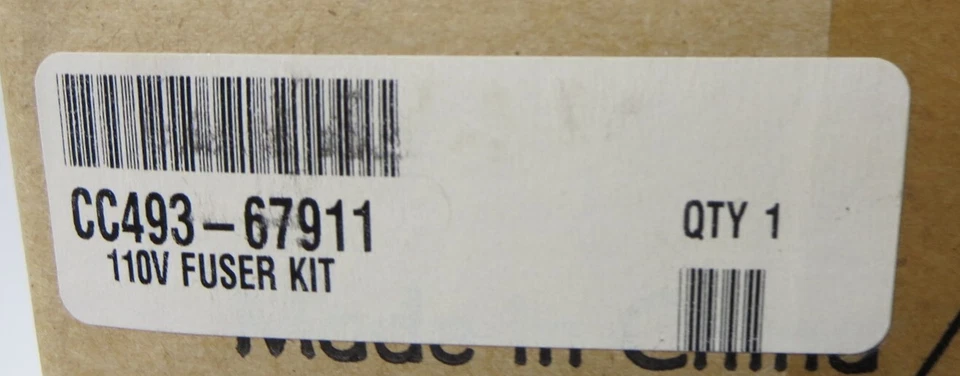 CC493-67911
110V FUSER KIT
QTY 1
Made in China